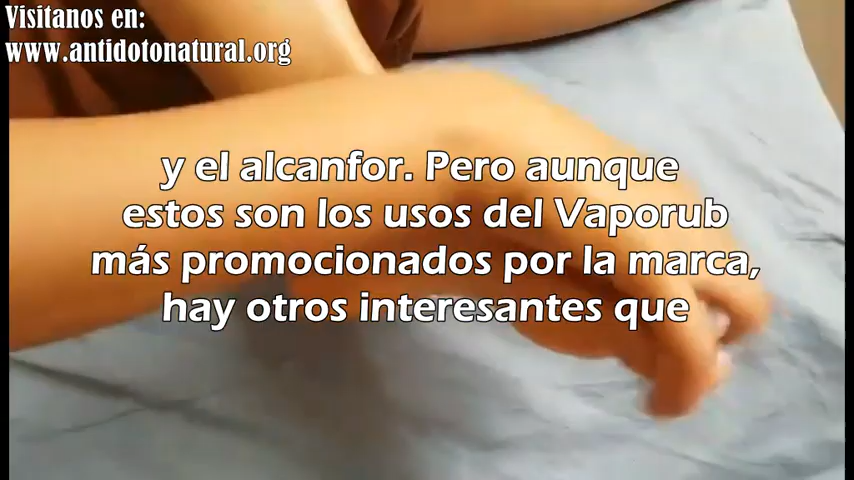 Visitanos en:
www.antidotonatural.org
y el alcanfor. Pero aunque
estos son los usos del Vaporub
más promocionados por la marca,
hay otros interesantes que